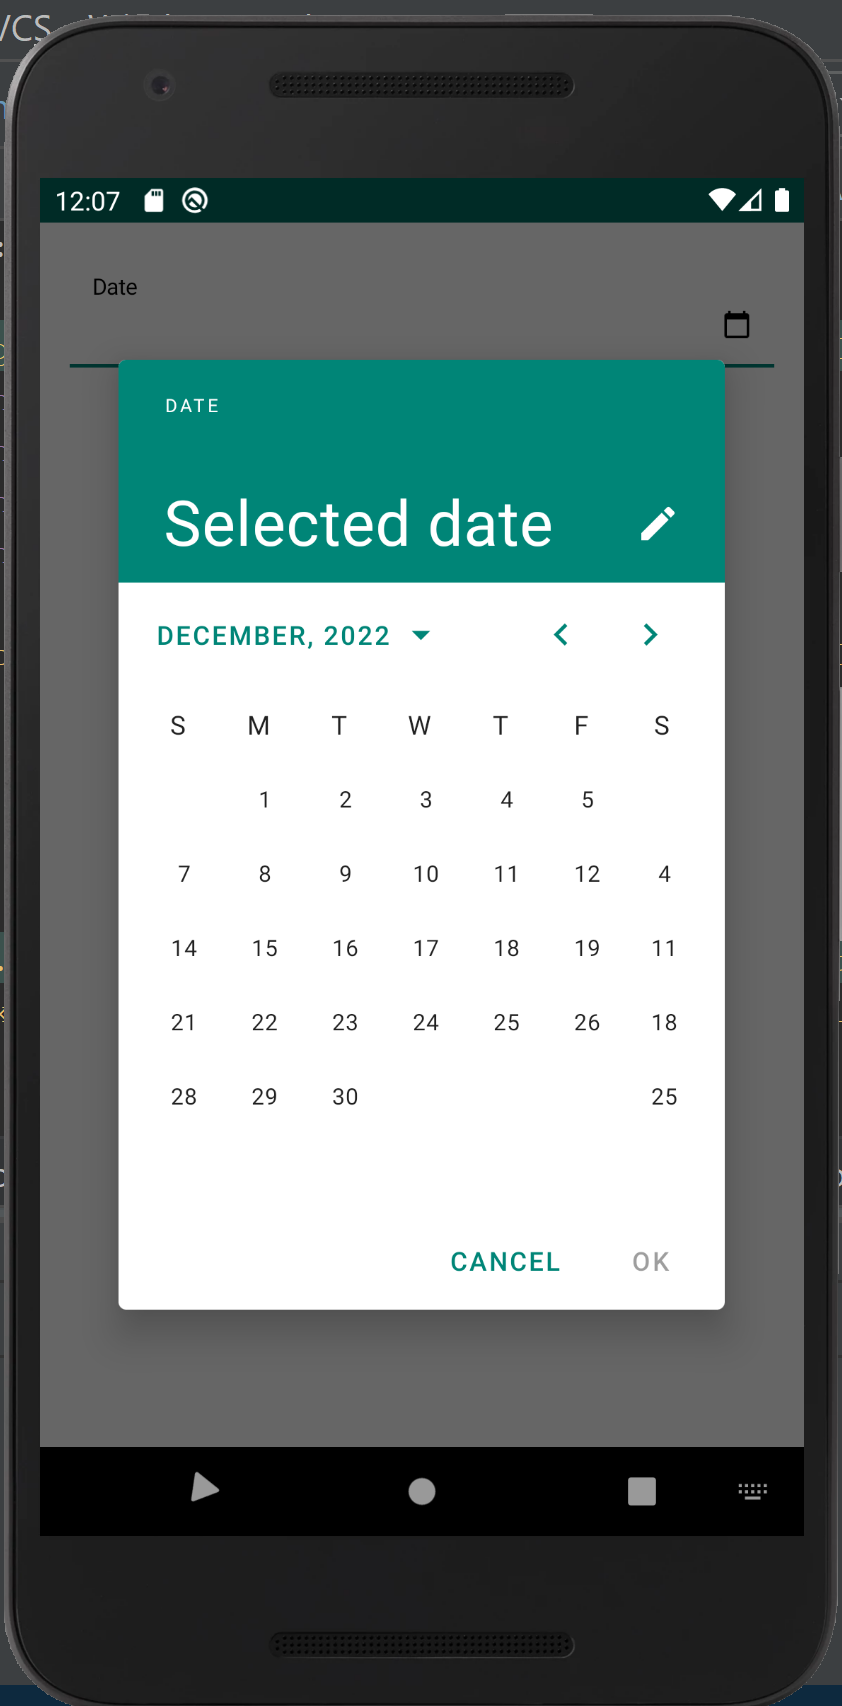 /CS
12:07
Date
DATE
Selected date
DECEMBER, 2022
S M T W T F S
1 2 3 4 5
7 8 9 10 11 12 4
14 15 16 17 18 19 11
21 22 23 24 25 26 18
28 29 30 25
CANCEL OK